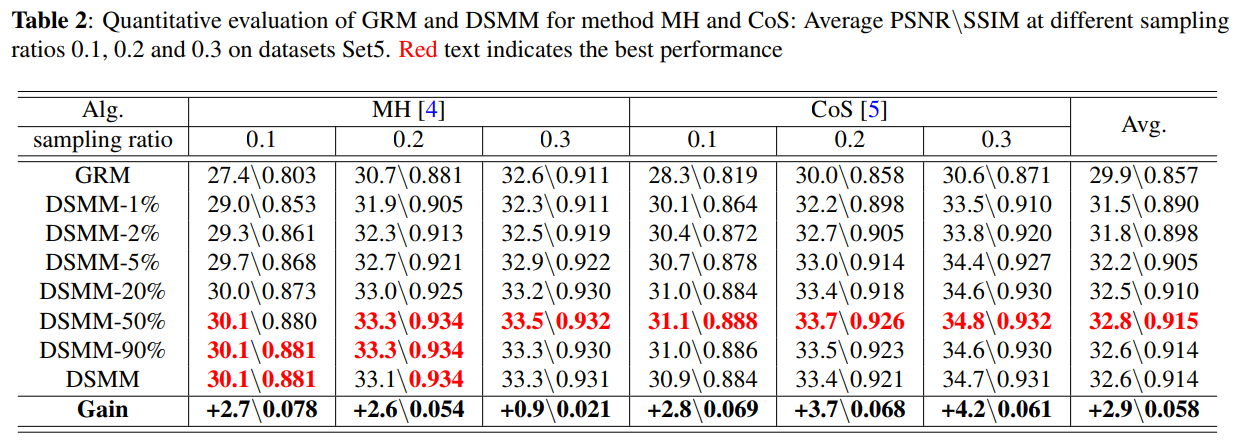 Table 2: Quantitative evaluation of GRM and DSMM for method MH and CoS: Average PSNR\SSIM at different sampling
ratios 0.1, 0.2 and 0.3 on datasets Set5. Red text indicates the best performance
Alg. MH [4] CoS [5] Avg.
sampling ratio 0.1 0.2 0.3 0.1 0.2 0.3
GRM 27.4\0.803 30.7\0.881 32.6\0.911 28.3\0.819 30.0\0.858 30.6\0.871 29.9\0.857
DSMM-1% 29.0\0.853 31.9\0.905 32.3\0.911 30.1\0.864 32.2\0.898 33.5\0.910 31.5\0.890
DSMM-2% 29.3\0.861 32.3\0.913 32.5\0.919 30.4\0.872 32.7\0.905 33.8\0.920 31.8\0.898
DSMM-5% 29.7\0.868 32.7\0.921 32.9\0.922 30.7\0.878 33.0\0.914 34.4\0.927 32.2\0.905
DSMM-20% 30.0\0.873 33.0\0.925 33.2\0.930 31.0\0.884 33.4\0.918 34.6\0.930 32.5\0.910
DSMM-50% 30.1\0.880 33.3\0.934 33.5\0.932 31.1\0.888 33.7\0.926 34.8\0.932 32.8\0.915
DSMM-90% 30.1\0.881 33.3\0.934 33.3\0.930 31.0\0.886 33.5\0.923 34.6\0.930 32.6\0.914
DSMM 30.1\0.881 33.1\0.934 33.3\0.931 30.9\0.884 33.4\0.921 34.7\0.931 32.6\0.914
Gain +2.7\0.078 +2.6\0.054 +0.9\0.021 +2.8\0.069 +3.7\0.068 +4.2\0.061 +2.9\0.058